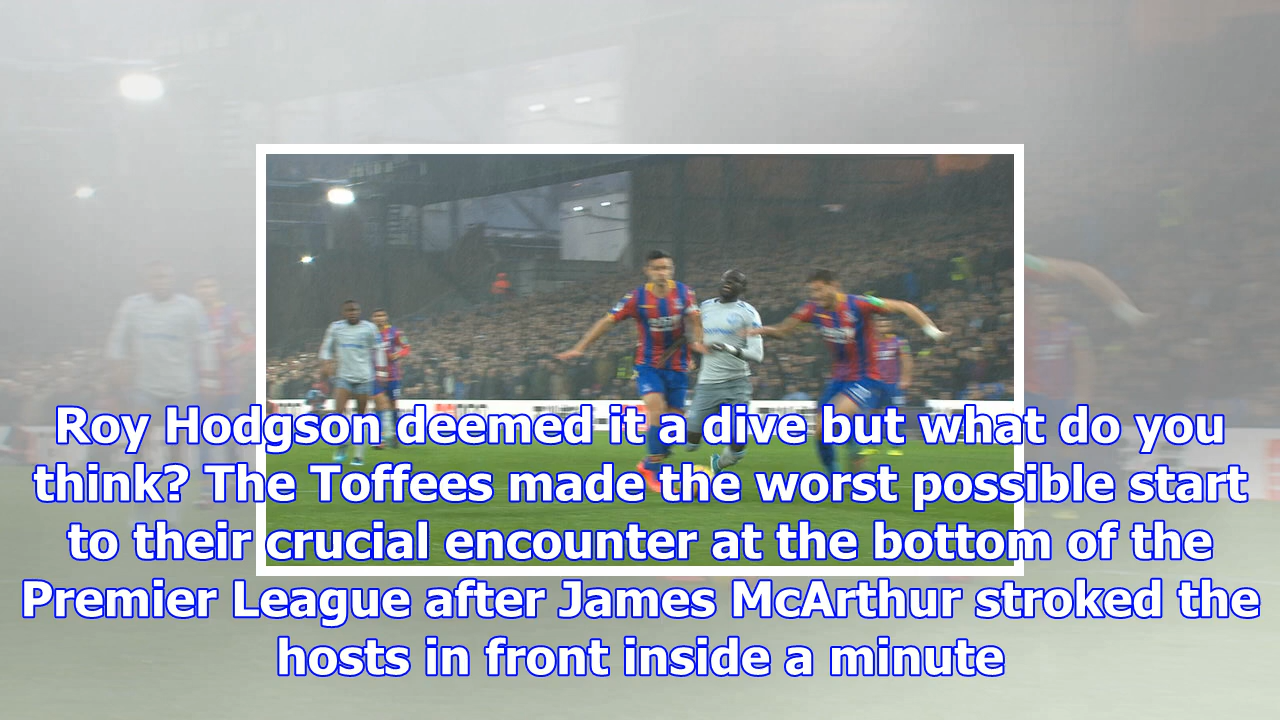 Roy Hodgson deemed it a dive but what do you
think? The Toffees made the worst possible start
to their crucial encounter at the bottom of the
Premier League after James McArthur stroked the
hosts in front inside a minute